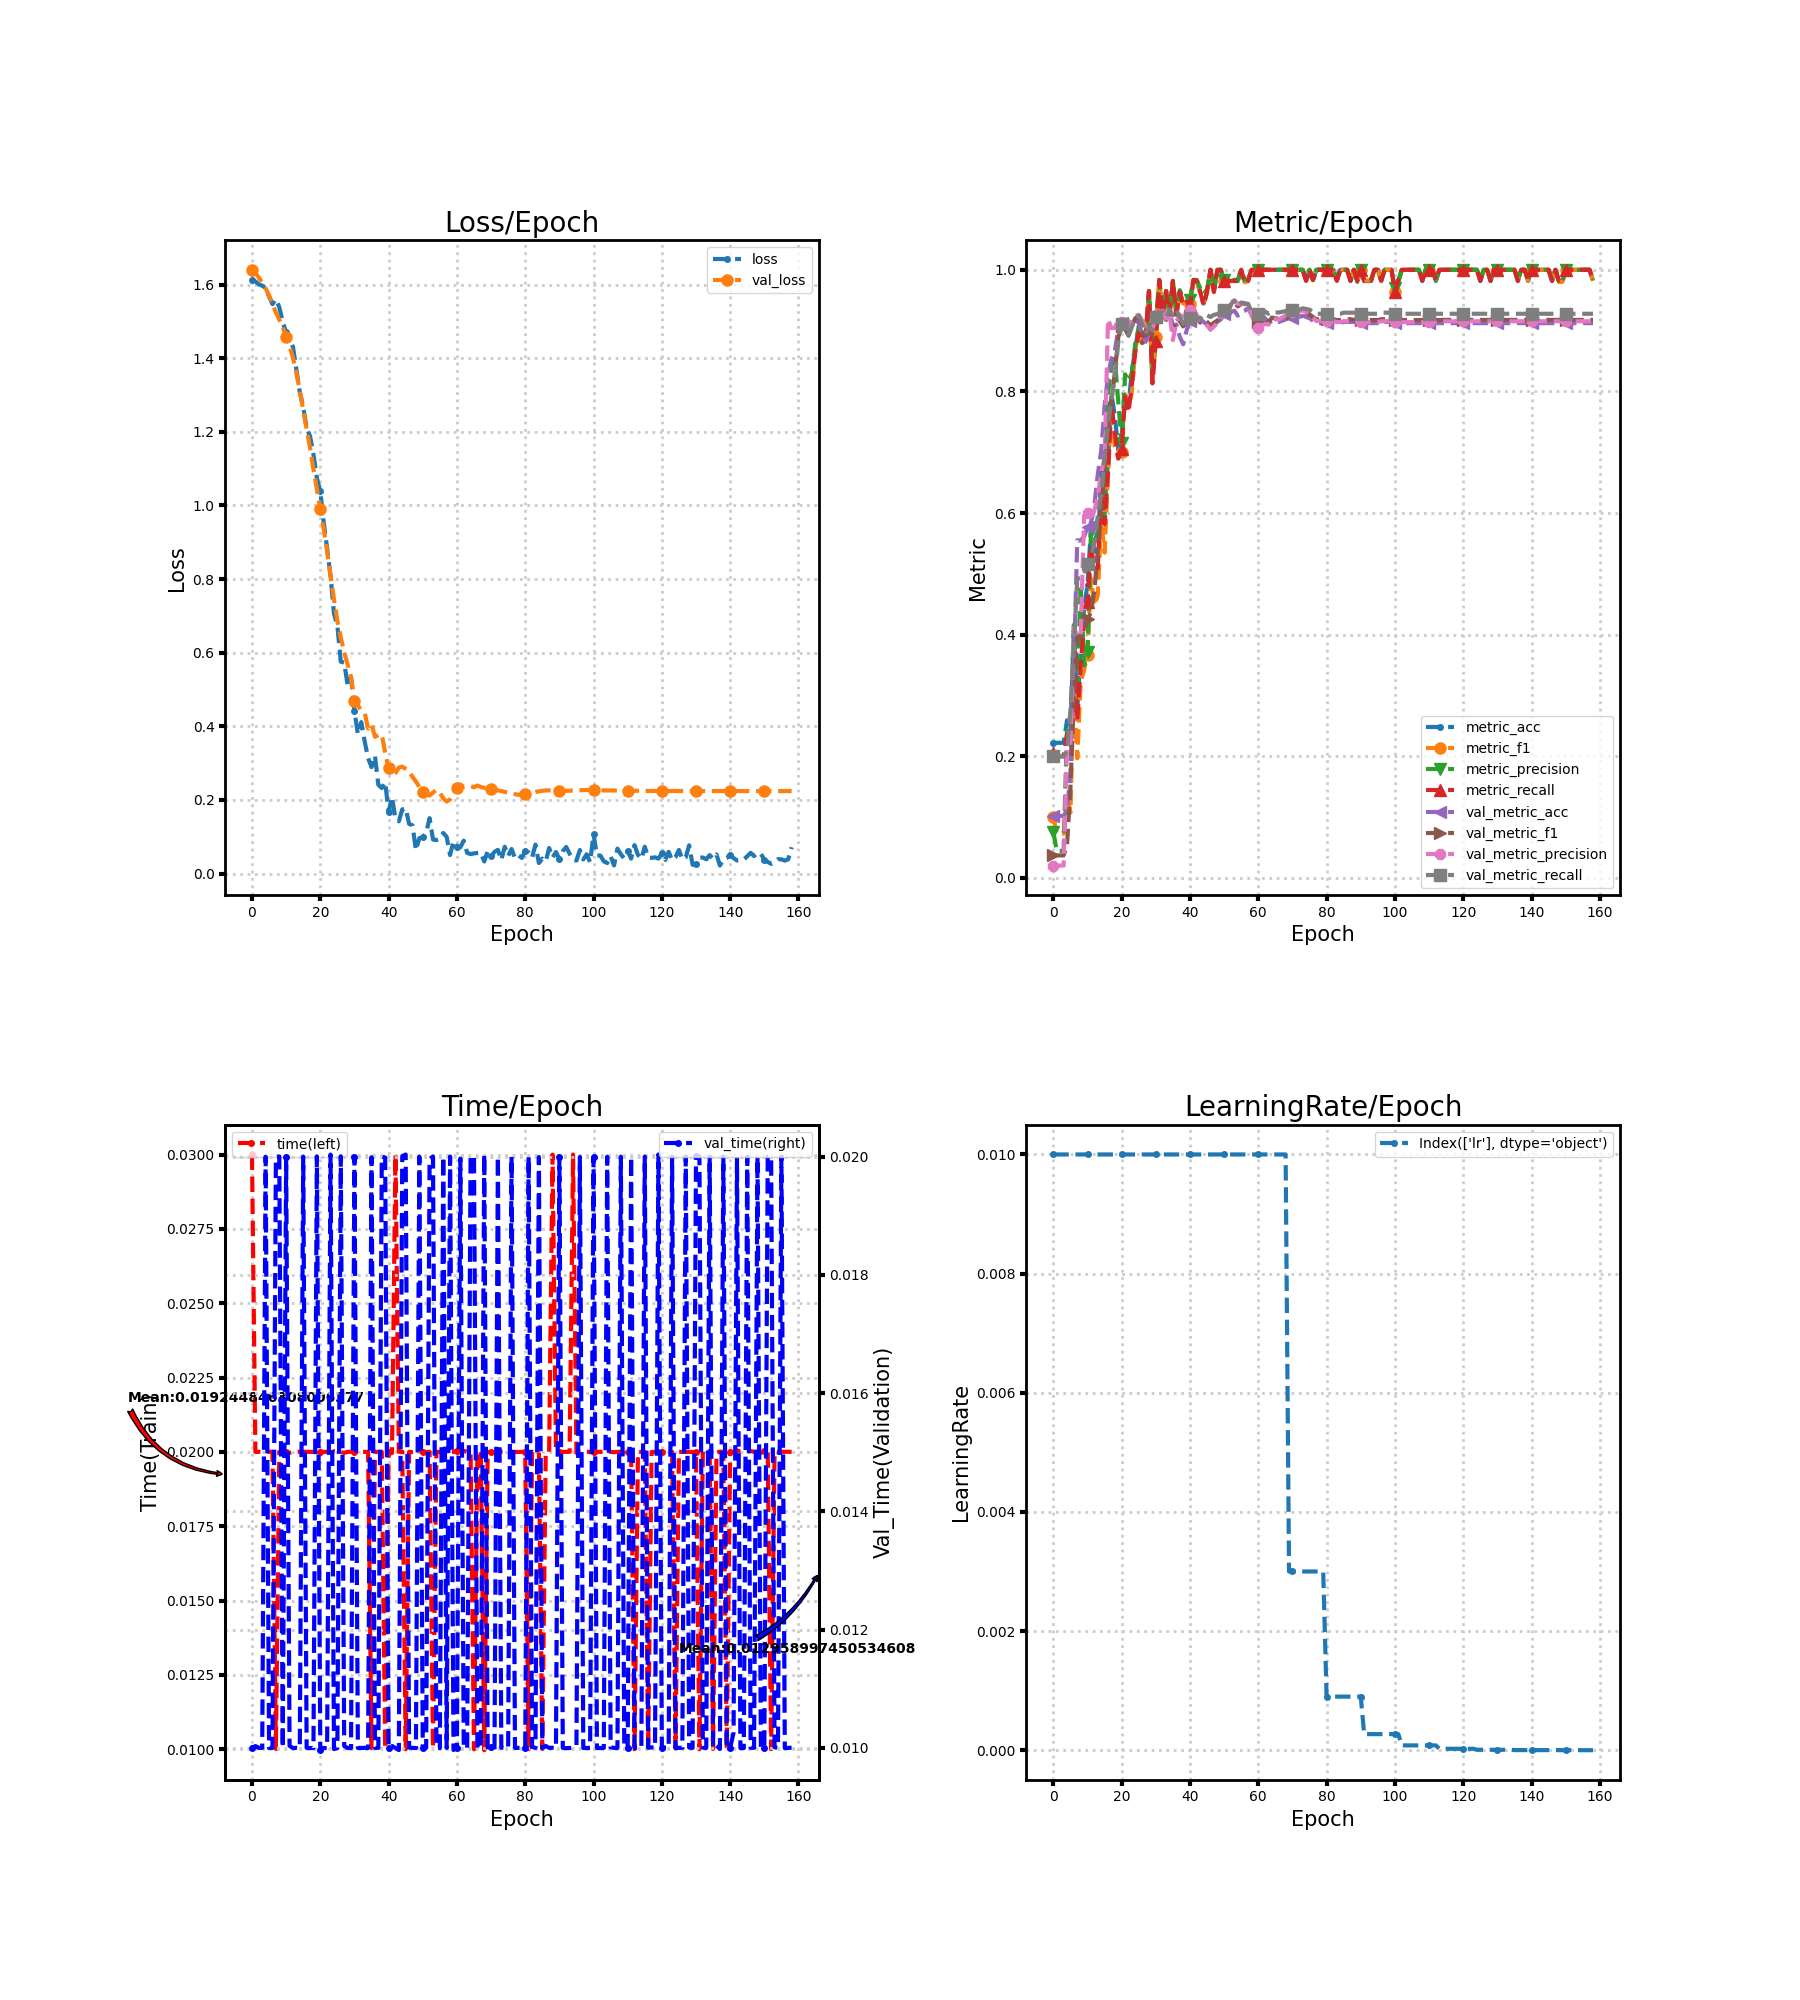 Loss/Epoch
Loss
1.6
1.4
1.2
1.0
0.8
0.6
0.4
0.2
0.0
0 20 40 60 80 100 120 140 160
Epoch
loss
val_loss
Metric/Epoch
Metric
1.0
0.8
0.6
0.4
0.2
0.0
0 20 40 60 80 100 120 140 160
Epoch
metric_acc
metric_f1
metric_precision
metric_recall
val_metric_acc
val_metric_f1
val_metric_precision
val_metric_recall
Time/Epoch
time(left)
val_time(right)
Time(Train)
0.0300
0.0275
0.0250
0.0225
0.0200
0.0175
0.0150
0.0125
0.0100
0.020
0.018
0.016
0.014
0.012
0.010
Val_Time(Validation)
0 20 40 60 80 100 120 140 160
Epoch
LearningRate/Epoch
Index(['lr'], dtype='object')
LearningRate
0.010
0.008
0.006
0.004
0.002
0.000
0 20 40 60 80 100 120 140 160
Epoch